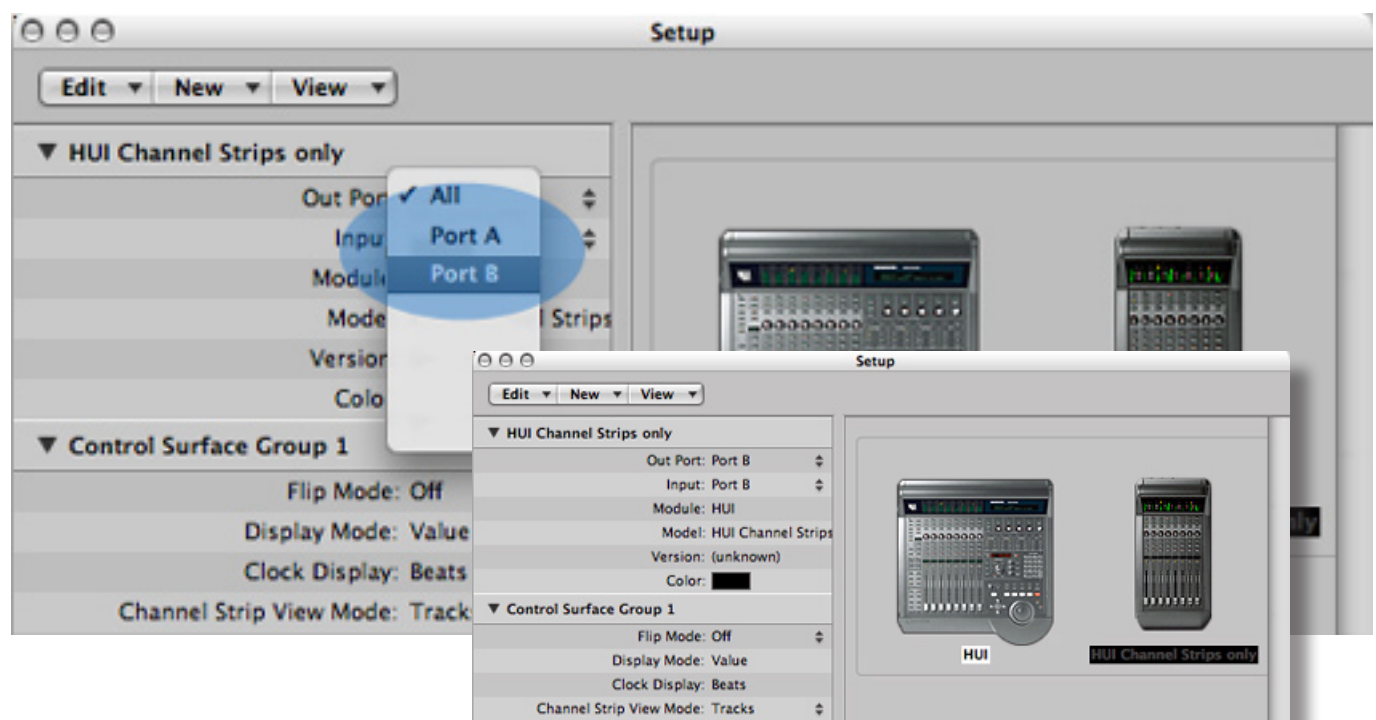 Setup
Edit New View
HUI Channel Strips only
Out Por
Inpu
Modul
Mode
Strips
Version
Colo
✓ All
Port A
Port B
Control Surface Group 1
Flip Mode: Off
Display Mode: Value
Clock Display: Beats
Channel Strip View Mode: Track
Setup
Edit New View
HUI Channel Strips only
Out Port: Port B
Input: Port B
Module: HUI
Model: HUI Channel Strips
Version: (unknown)
Color:
Control Surface Group 1
Flip Mode: Off
Display Mode: Value
Clock Display: Beats
Channel Strip View Mode: Tracks
HUI
HUI Channel Strips only